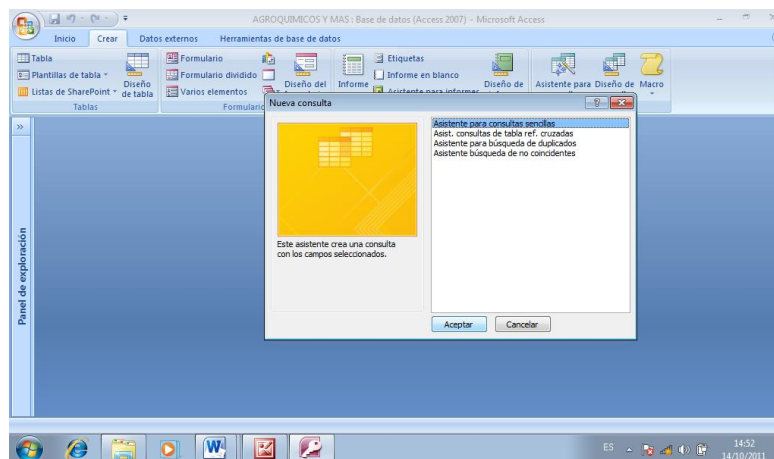 AGROQUIMICOS Y MAS : Base de datos (Access 2007) - Microsoft Access
Inicio Crear Datos externos Herramientas de base de datos
Tabla
Plantillas de tabla
Listas de SharePoint
Diseño de tabla
Tablas
Formulario
Formulario dividido
Varios elementos
Diseño del
Formulario
Informe
Etiquetas
Informe en blanco
Asistente para informes
Diseño de
Asistente para
Diseño de
Macro
Nueva consulta
Asistente para consultas sencillas
Asist. consultas de tabla ref. cruzadas
Asistente para búsqueda de duplicados
Asistente búsqueda de no coincidentes
Este asistente crea una consulta
con los campos seleccionados.
Aceptar Cancelar
Panel de exploración
ES
14:52
14/10/2011